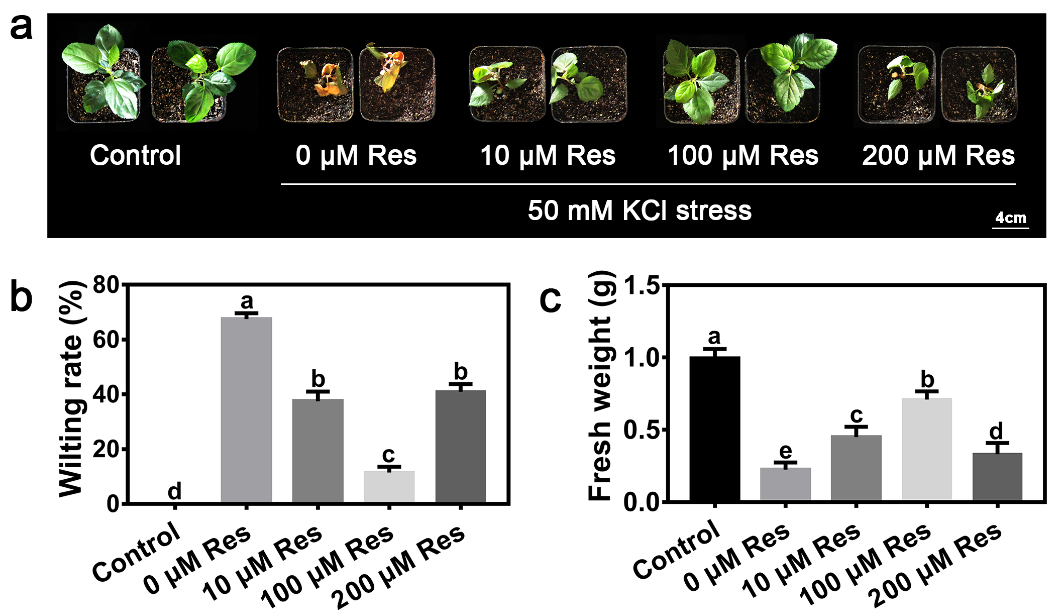 a
Control
0 µM Res
10 µM Res
100 µM Res
200 µM Res
50 mM KCl stress
4cm
b
Wilting rate (%)
80
60
40
20
0
d
a
b
c
b
Control
0 µM Res
10 µM Res
100 µM Res
200 µM Res
c
Fresh weight (g)
1.5
1.0
0.5
0.0
a
e
c
b
d
Control
0 µM Res
10 µM Res
100 µM Res
200 µM Res